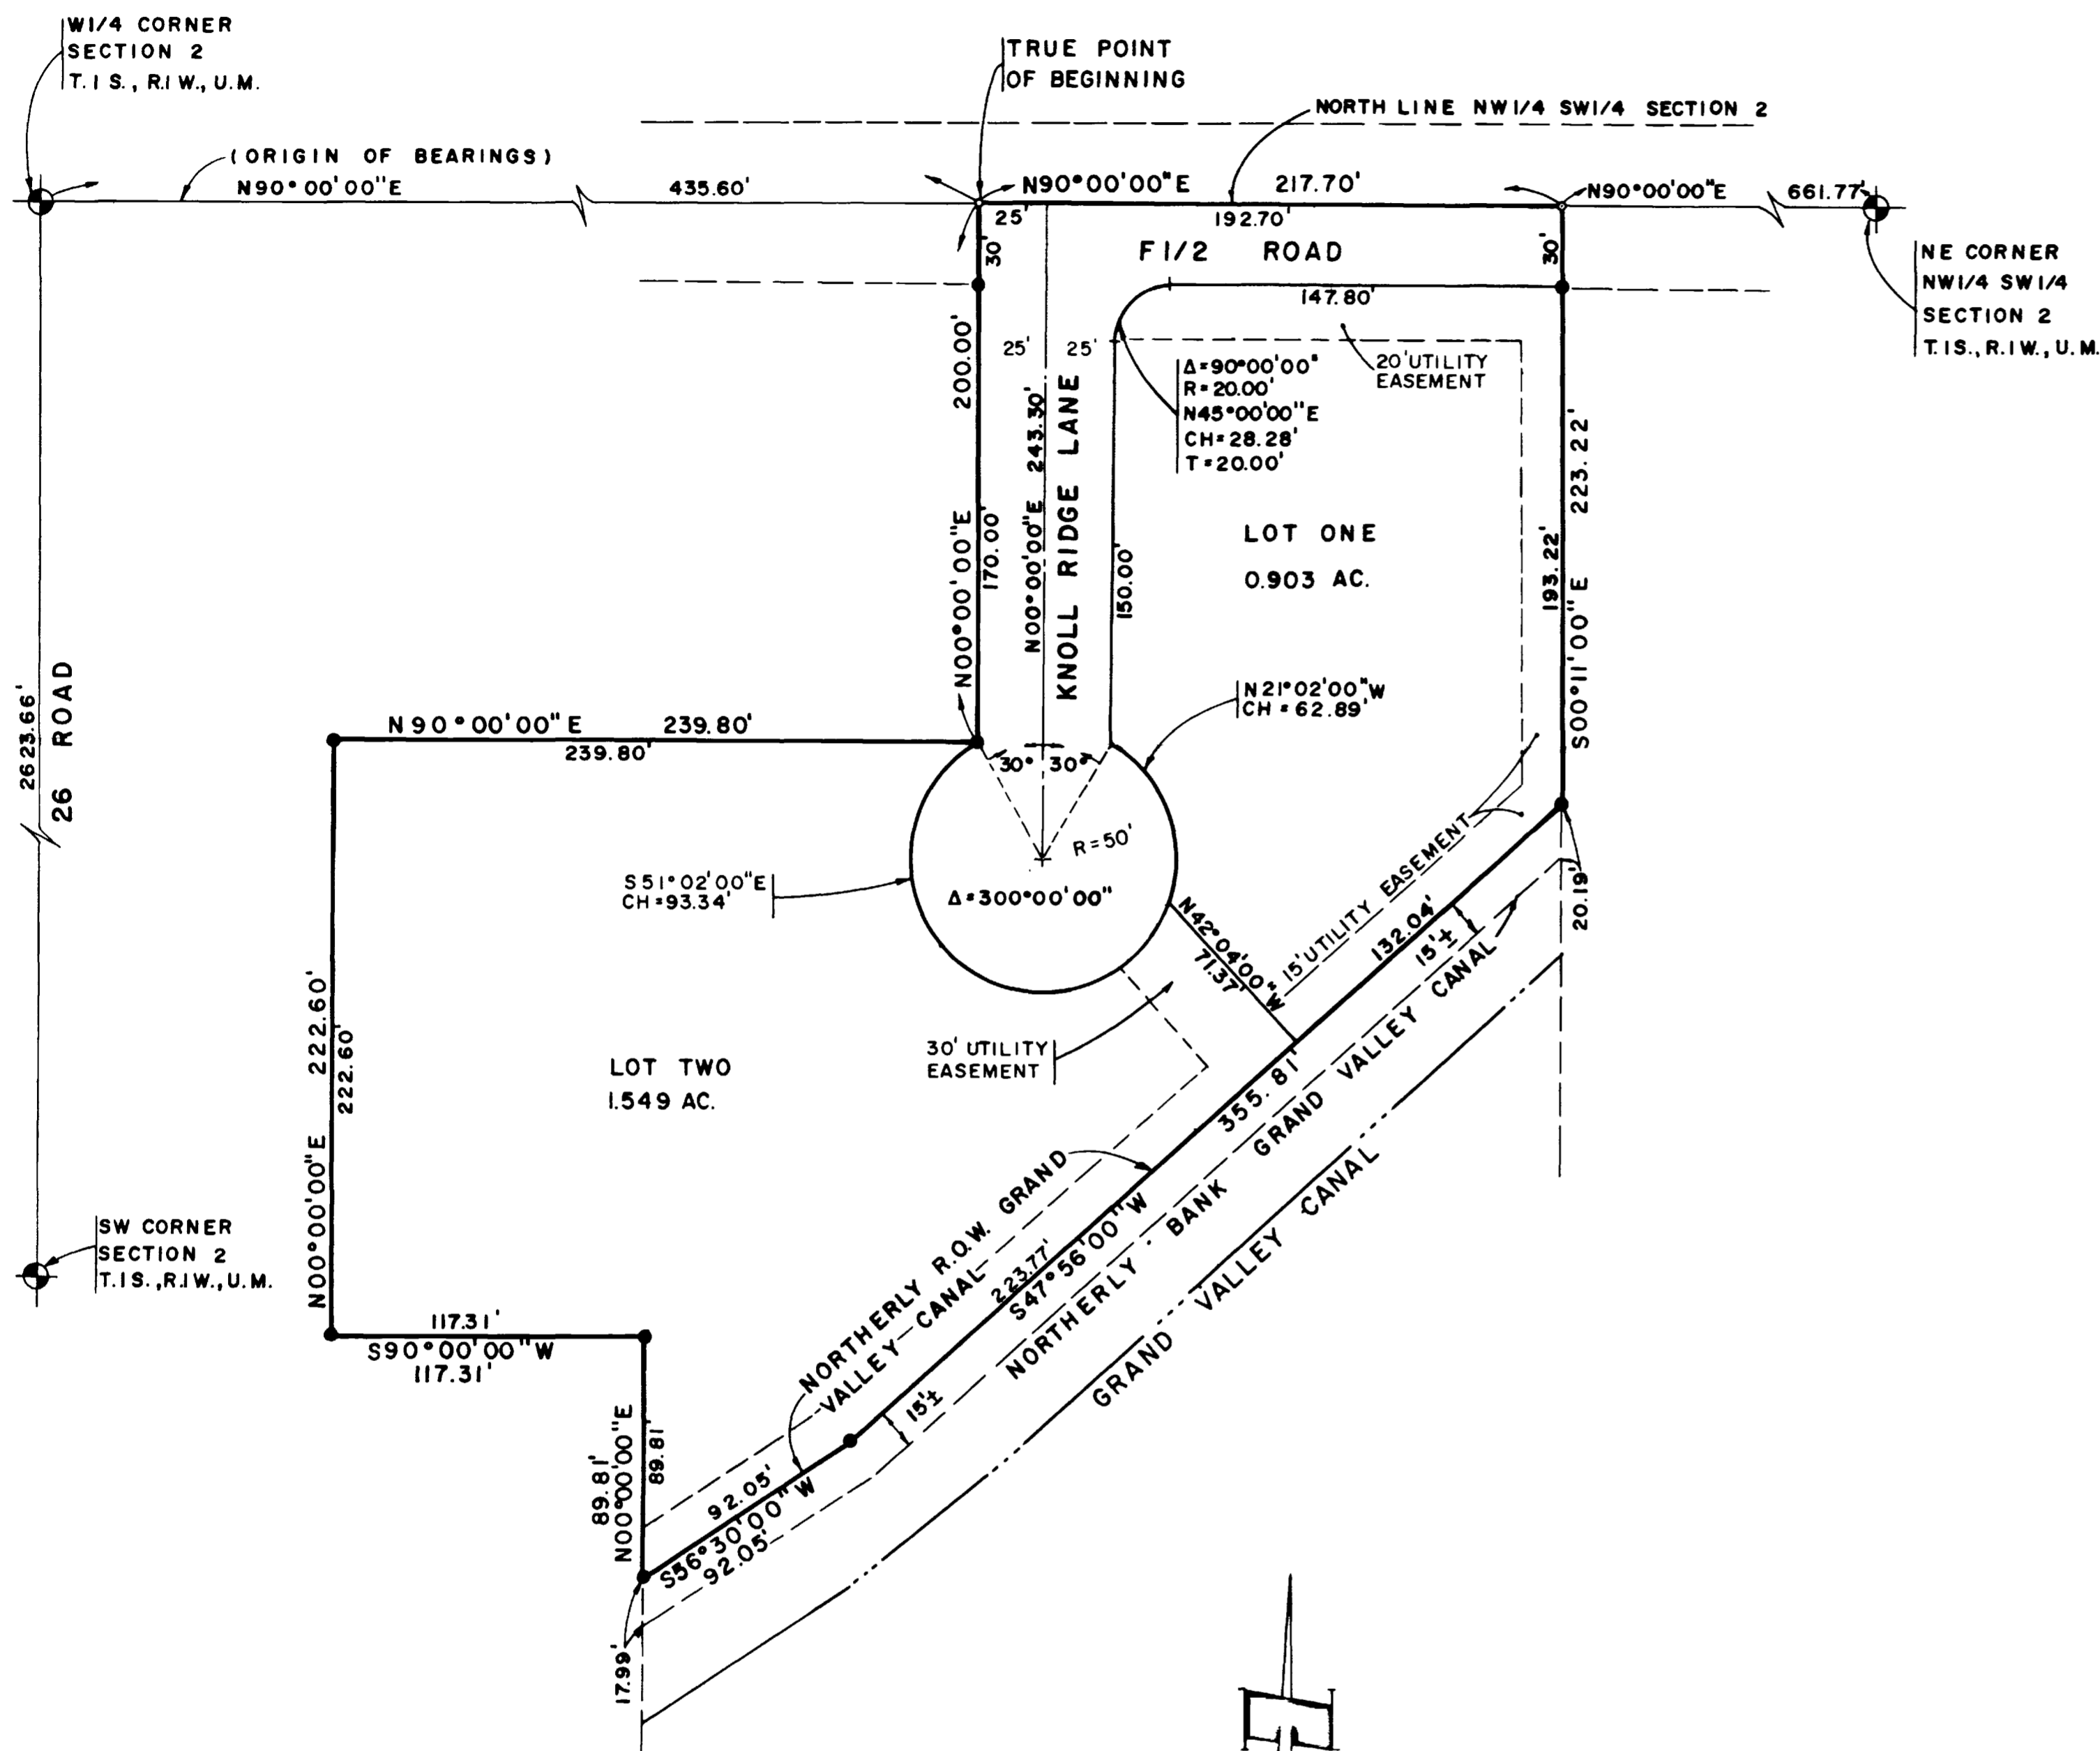 W1/4 CORNER
SECTION 2
T.1S., R.1W., U.M.
TRUE POINT
OF BEGINNING
NORTH LINE NW1/4 SW1/4 SECTION 2
(ORIGIN OF BEARINGS)
N90°00'00"E 435.60'
N90°00'00"E 217.70'
N90°00'00"E 661.77'
25' 192.70'
30'
F1/2 ROAD
30'
NE CORNER
NW1/4 SW1/4
SECTION 2
T.1S., R.1W., U.M.
147.80'
25' 25'
20' UTILITY
EASEMENT
Δ=90°00'00"
R=20.00'
N45°00'00"E
CH=28.28'
T=20.00'
N00°00'00"E 200.00'
170.00'
N00°00'00"E 243.30'
KNOLL RIDGE LANE
150.00'
LOT ONE
0.903 AC.
193.22'
S00°11'00"E 223.22'
N21°02'00"W
CH=62.89'
2623.66'
26 ROAD
N90°00'00"E 239.80'
239.80'
30° 30°
R=50'
Δ=300°00'00"
S51°02'00"E
CH=93.34'
N42°04'00"W
71.37'
15' UTILITY EASEMENT
132.04'
15'±
20.19'
30' UTILITY
EASEMENT
LOT TWO
1.549 AC.
N00°00'00"E 222.60'
222.60'
355.81'
S47°56'00"W
223.77'
NORTHERLY R.O.W. GRAND
VALLEY CANAL
NORTHERLY BANK GRAND VALLEY CANAL
GRAND VALLEY CANAL
SW CORNER
SECTION 2
T.1S., R.1W., U.M.
117.31'
S90°00'00"W
117.31'
15'±
89.81'
N00°00'00"E
89.81'
92.05'
S56°30'00"W
92.05'
17.99'